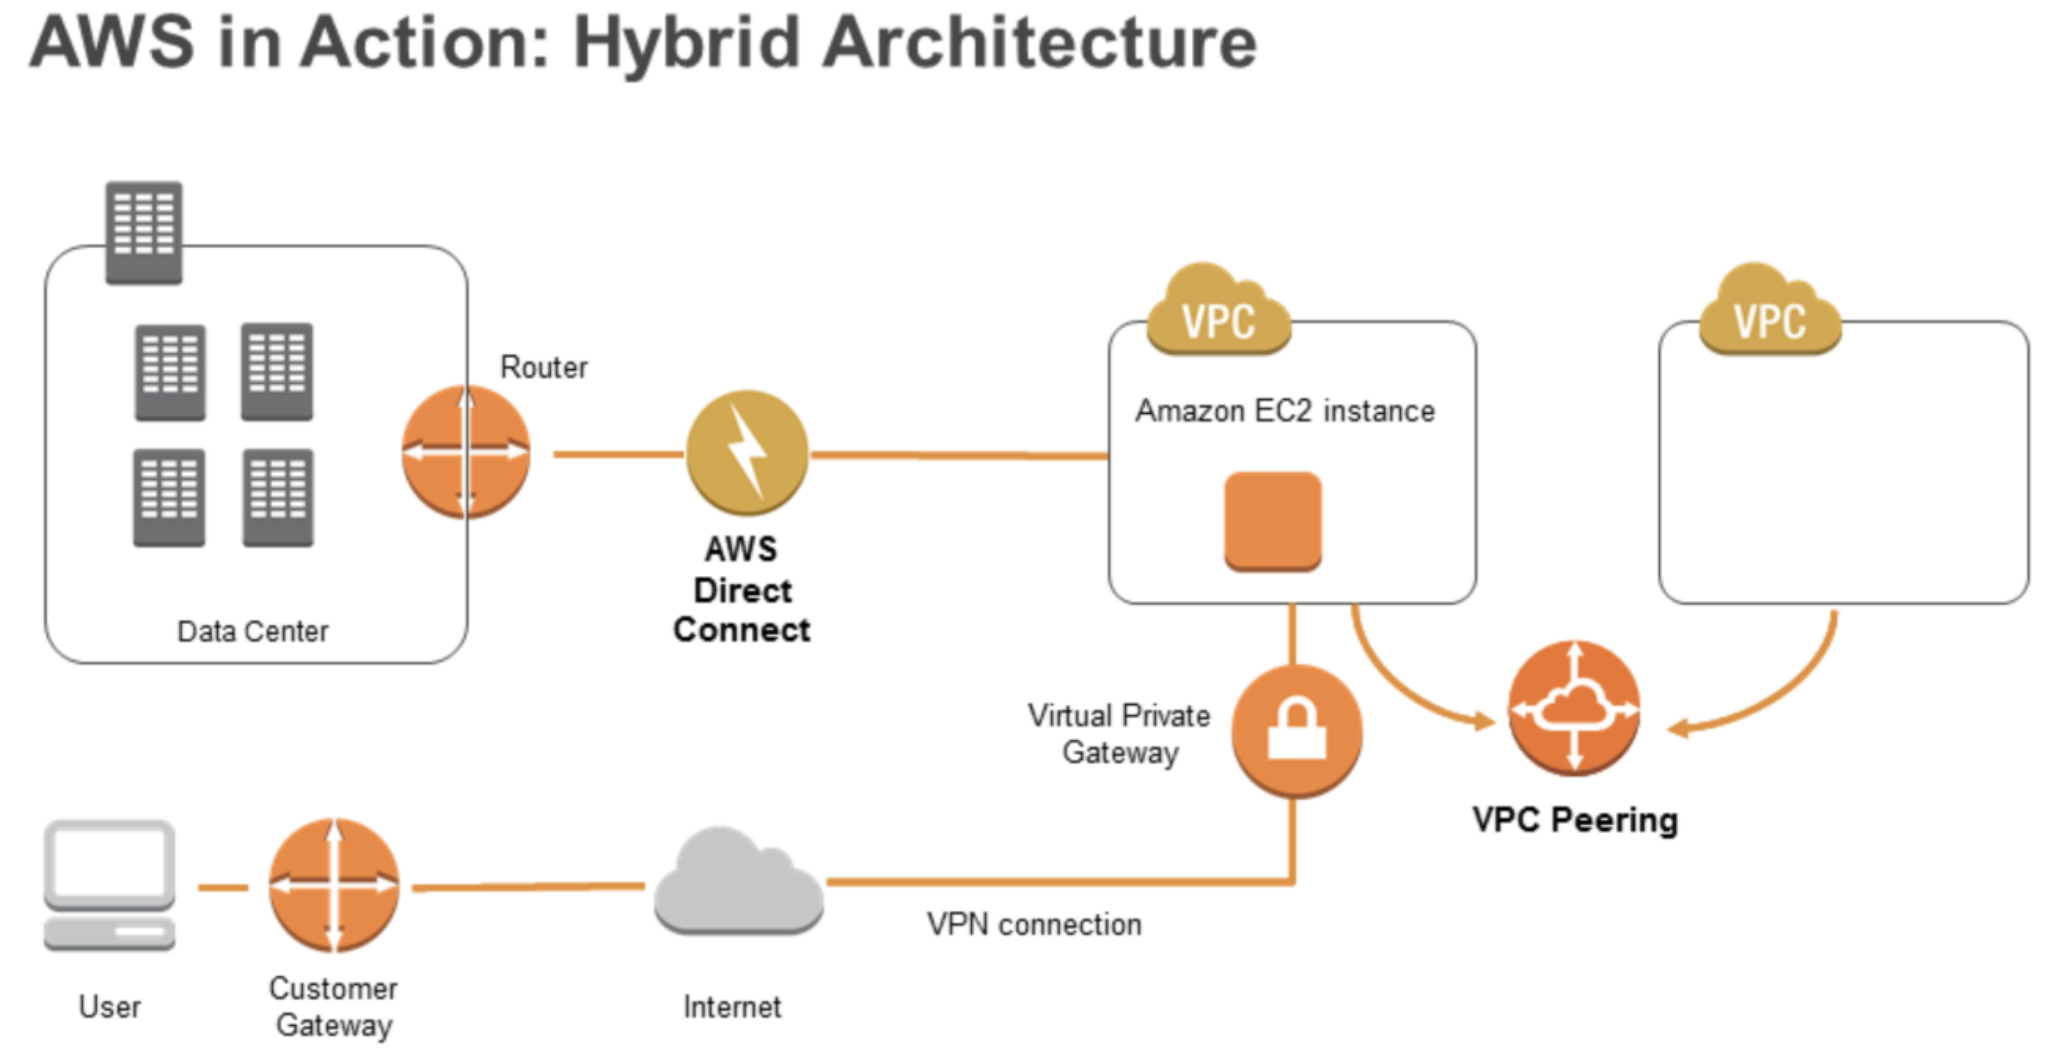 AWS in Action: Hybrid Architecture
VPC
VPC
Router
Amazon EC2 instance
AWS
Direct
Connect
Data Center
Virtual Private
Gateway
VPC Peering
VPN connection
User
Customer
Gateway
Internet